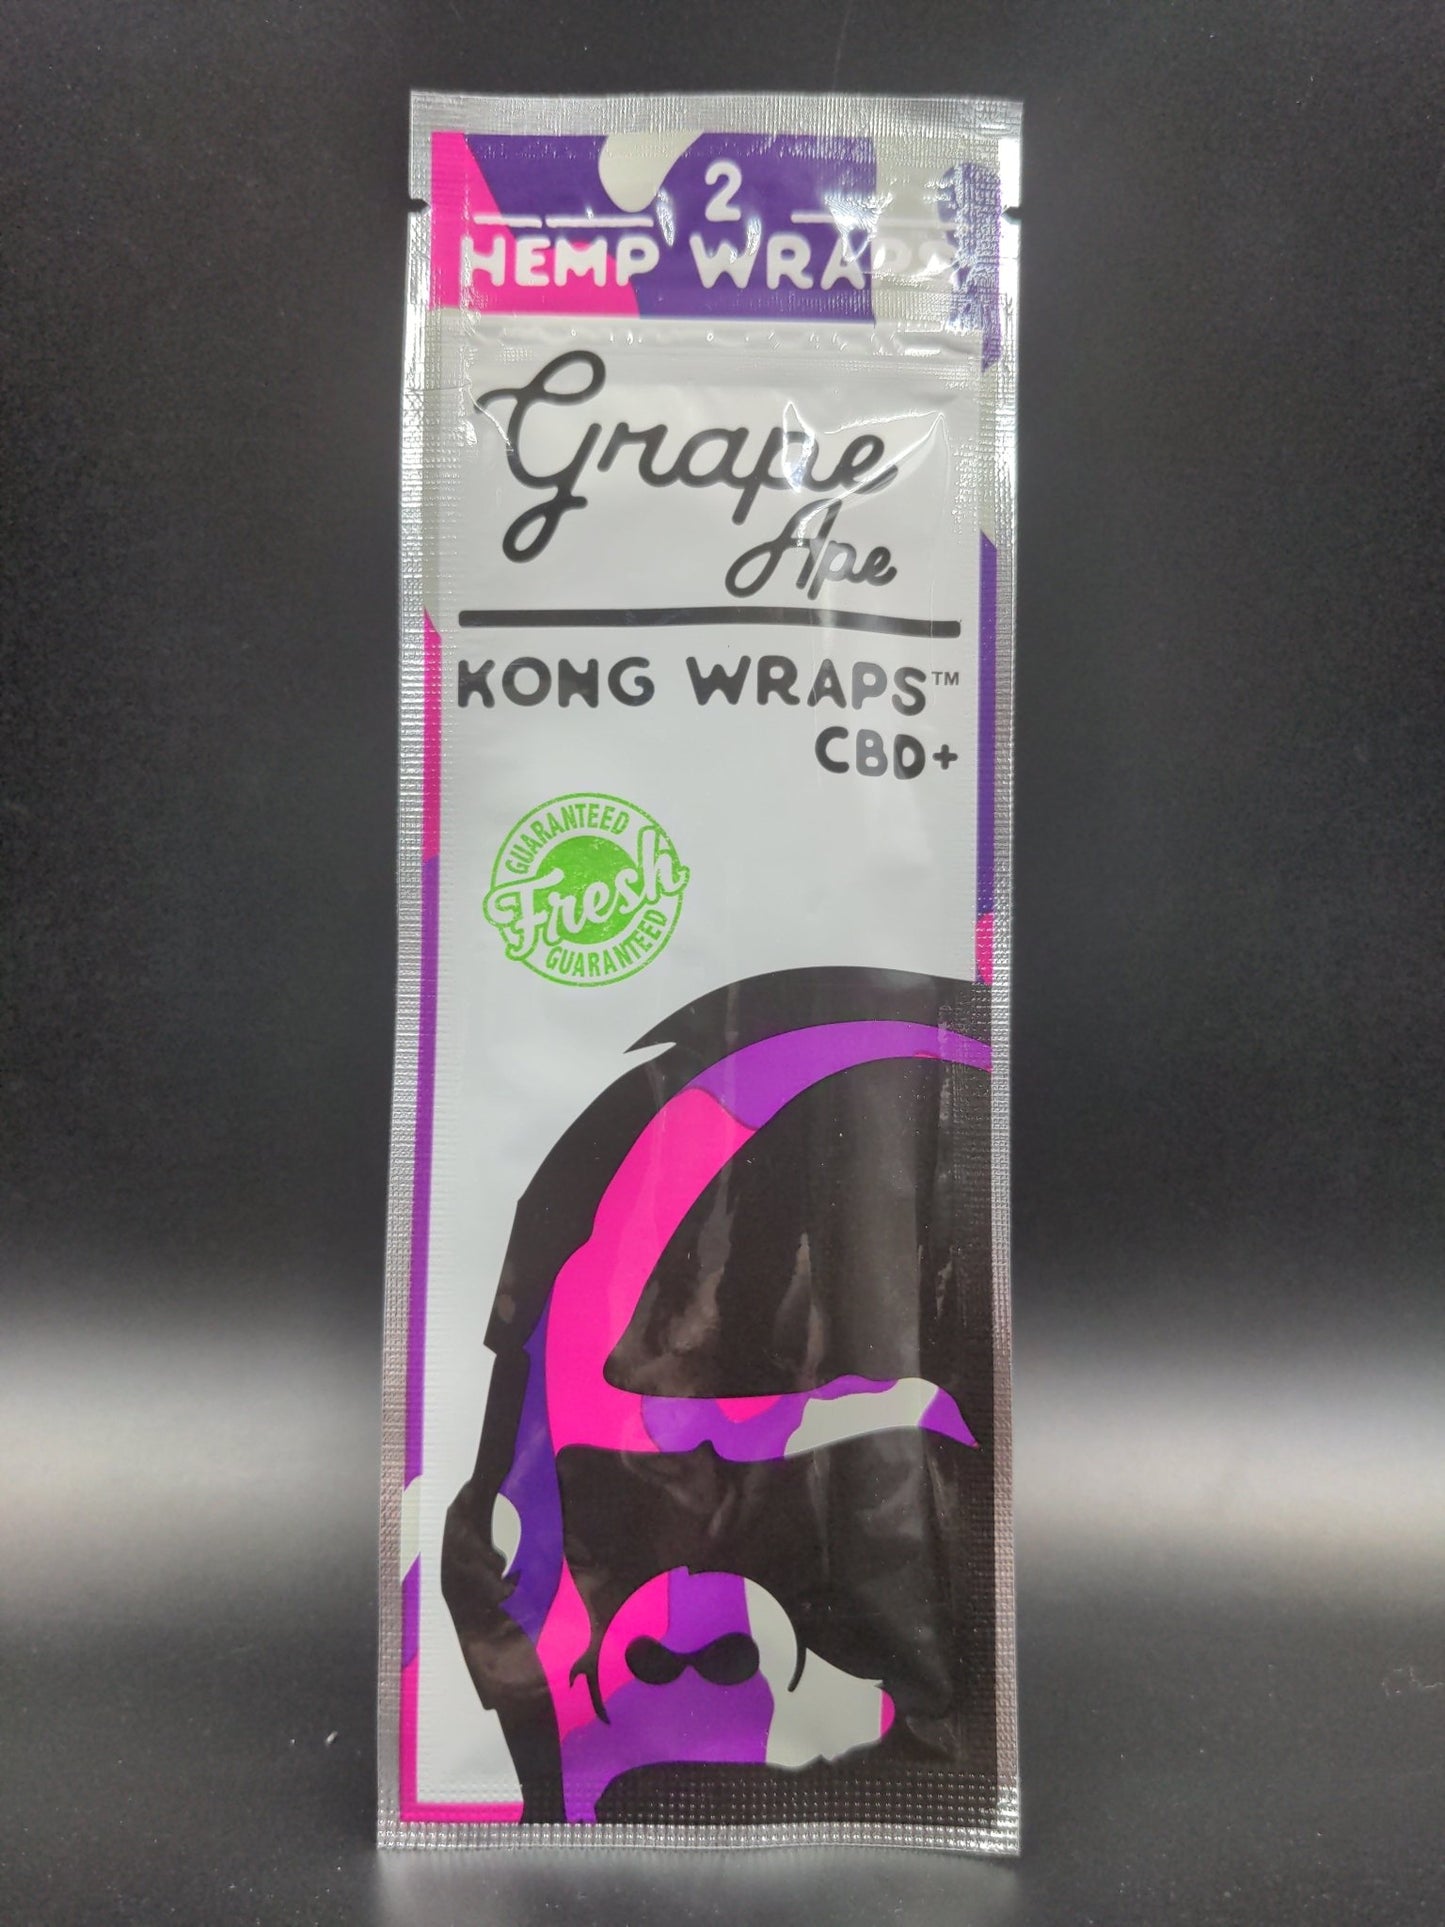 2
HEMP WRAPS
Grape
Ape
KONG WRAPS™
CBD+
GUARANTEED
Fresh
GUARANTEED